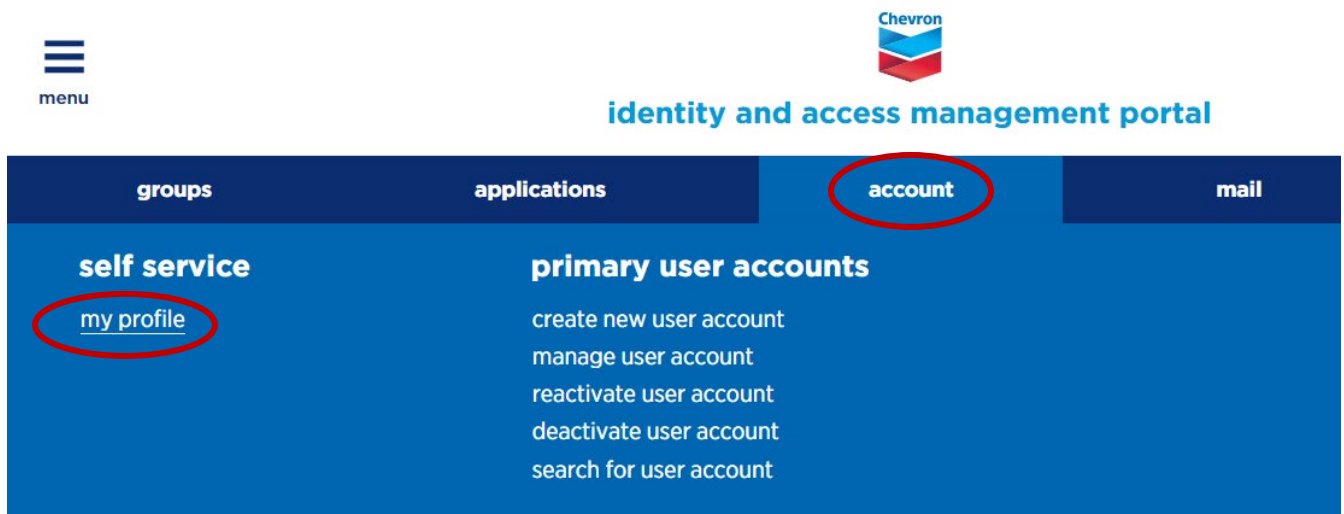 Chevron
menu
identity and access management portal
groups applications account mail
self service
my profile
primary user accounts
create new user account
manage user account
reactivate user account
deactivate user account
search for user account